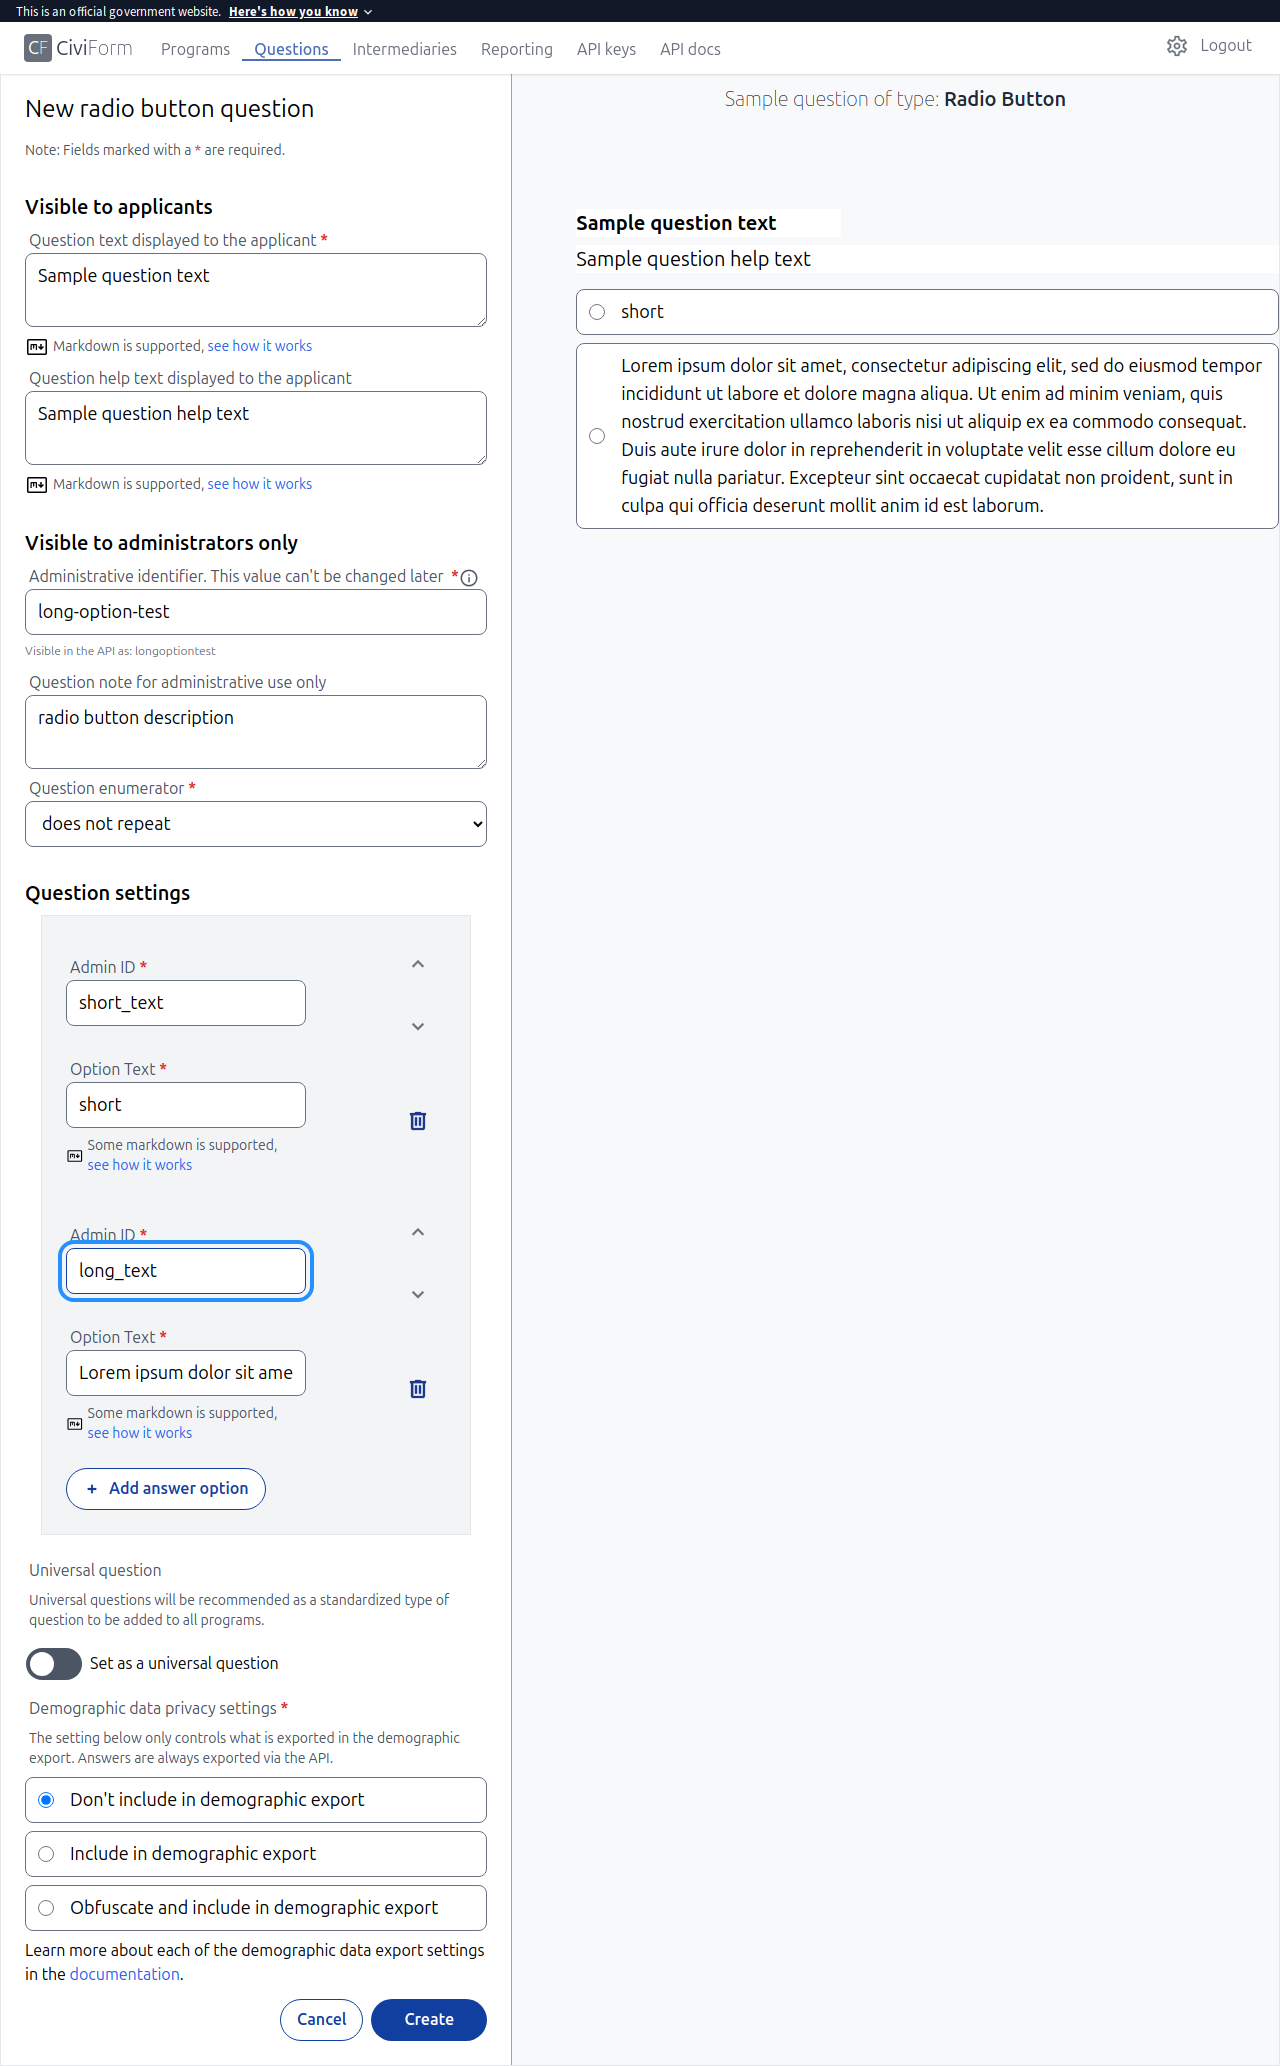 This is an official government website. Here's how you know
CF CiviForm Programs Questions Intermediaries Reporting API keys API docs Logout
New radio button question
Note: Fields marked with a * are required.
Visible to applicants
Question text displayed to the applicant *
Sample question text
Markdown is supported, see how it works
Question help text displayed to the applicant
Sample question help text
Markdown is supported, see how it works
Visible to administrators only
Administrative identifier. This value can't be changed later *
long-option-test
Visible in the API as: longoptiontest
Question note for administrative use only
radio button description
Question enumerator *
does not repeat
Question settings
Admin ID *
short_text
Option Text *
short
Some markdown is supported,
see how it works
Admin ID *
long_text
Option Text *
Lorem ipsum dolor sit ame
Some markdown is supported,
see how it works
+ Add answer option
Universal question
Universal questions will be recommended as a standardized type of
question to be added to all programs.
Set as a universal question
Demographic data privacy settings *
The setting below only controls what is exported in the demographic
export. Answers are always exported via the API.
Don't include in demographic export
Include in demographic export
Obfuscate and include in demographic export
Learn more about each of the demographic data export settings
in the documentation.
Cancel Create
Sample question of type: Radio Button
Sample question text
Sample question help text
short
Lorem ipsum dolor sit amet, consectetur adipiscing elit, sed do eiusmod tempor
incididunt ut labore et dolore magna aliqua. Ut enim ad minim veniam, quis
nostrud exercitation ullamco laboris nisi ut aliquip ex ea commodo consequat.
Duis aute irure dolor in reprehenderit in voluptate velit esse cillum dolore eu
fugiat nulla pariatur. Excepteur sint occaecat cupidatat non proident, sunt in
culpa qui officia deserunt mollit anim id est laborum.